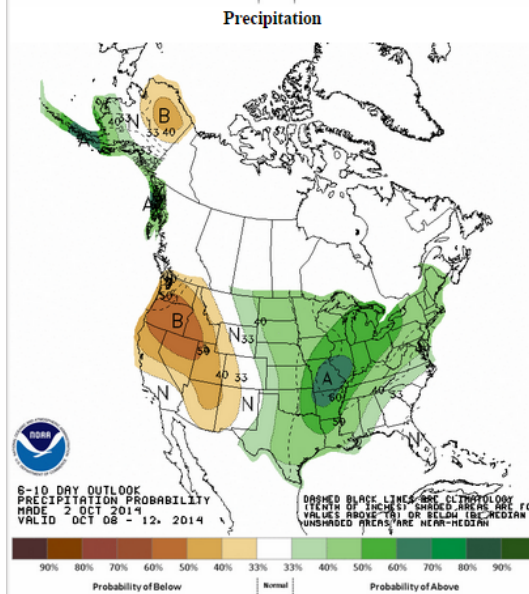 Precipitation
40 N B
33 40
33
A
A
50
B
40
N 33
50
40 33
A
60
40 33
N
N
50
N
NOAA
6-10 DAY OUTLOOK
PRECIPITATION PROBABILITY
MADE 2 OCT 2014
VALID OCT 08 - 12, 2014
DASHED BLACK LINES ARE CLIMATOLOGY
(TENTH OF INCHES) SHADED AREAS ARE FO
VALUES ABOVE (A) OR BELOW (B) MEDIAN
UNSHADED AREAS ARE NEAR-MEDIAN
90% 80% 70% 60% 50% 40% 33% 33% 40% 50% 60% 70% 80% 90%
Probability of Below Normal Probability of Above